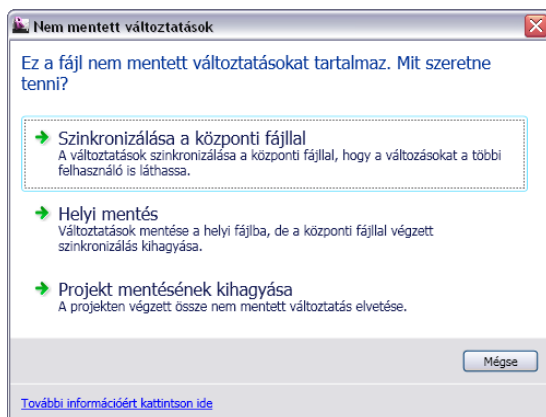 Nem mentett változtatások
Ez a fájl nem mentett változtatásokat tartalmaz. Mit szeretne
tenni?
Szinkronizálása a központi fájllal
A változtatások szinkronizálása a központi fájllal, hogy a változásokat a többi
felhasználó is láthassa.
Helyi mentés
Változtatások mentése a helyi fájlba, de a központi fájllal végzett
szinkronizálás kihagyása.
Projekt mentésének kihagyása
A projekten végzett össze nem mentett változtatás elvetése.
Mégse
További információért kattintson ide